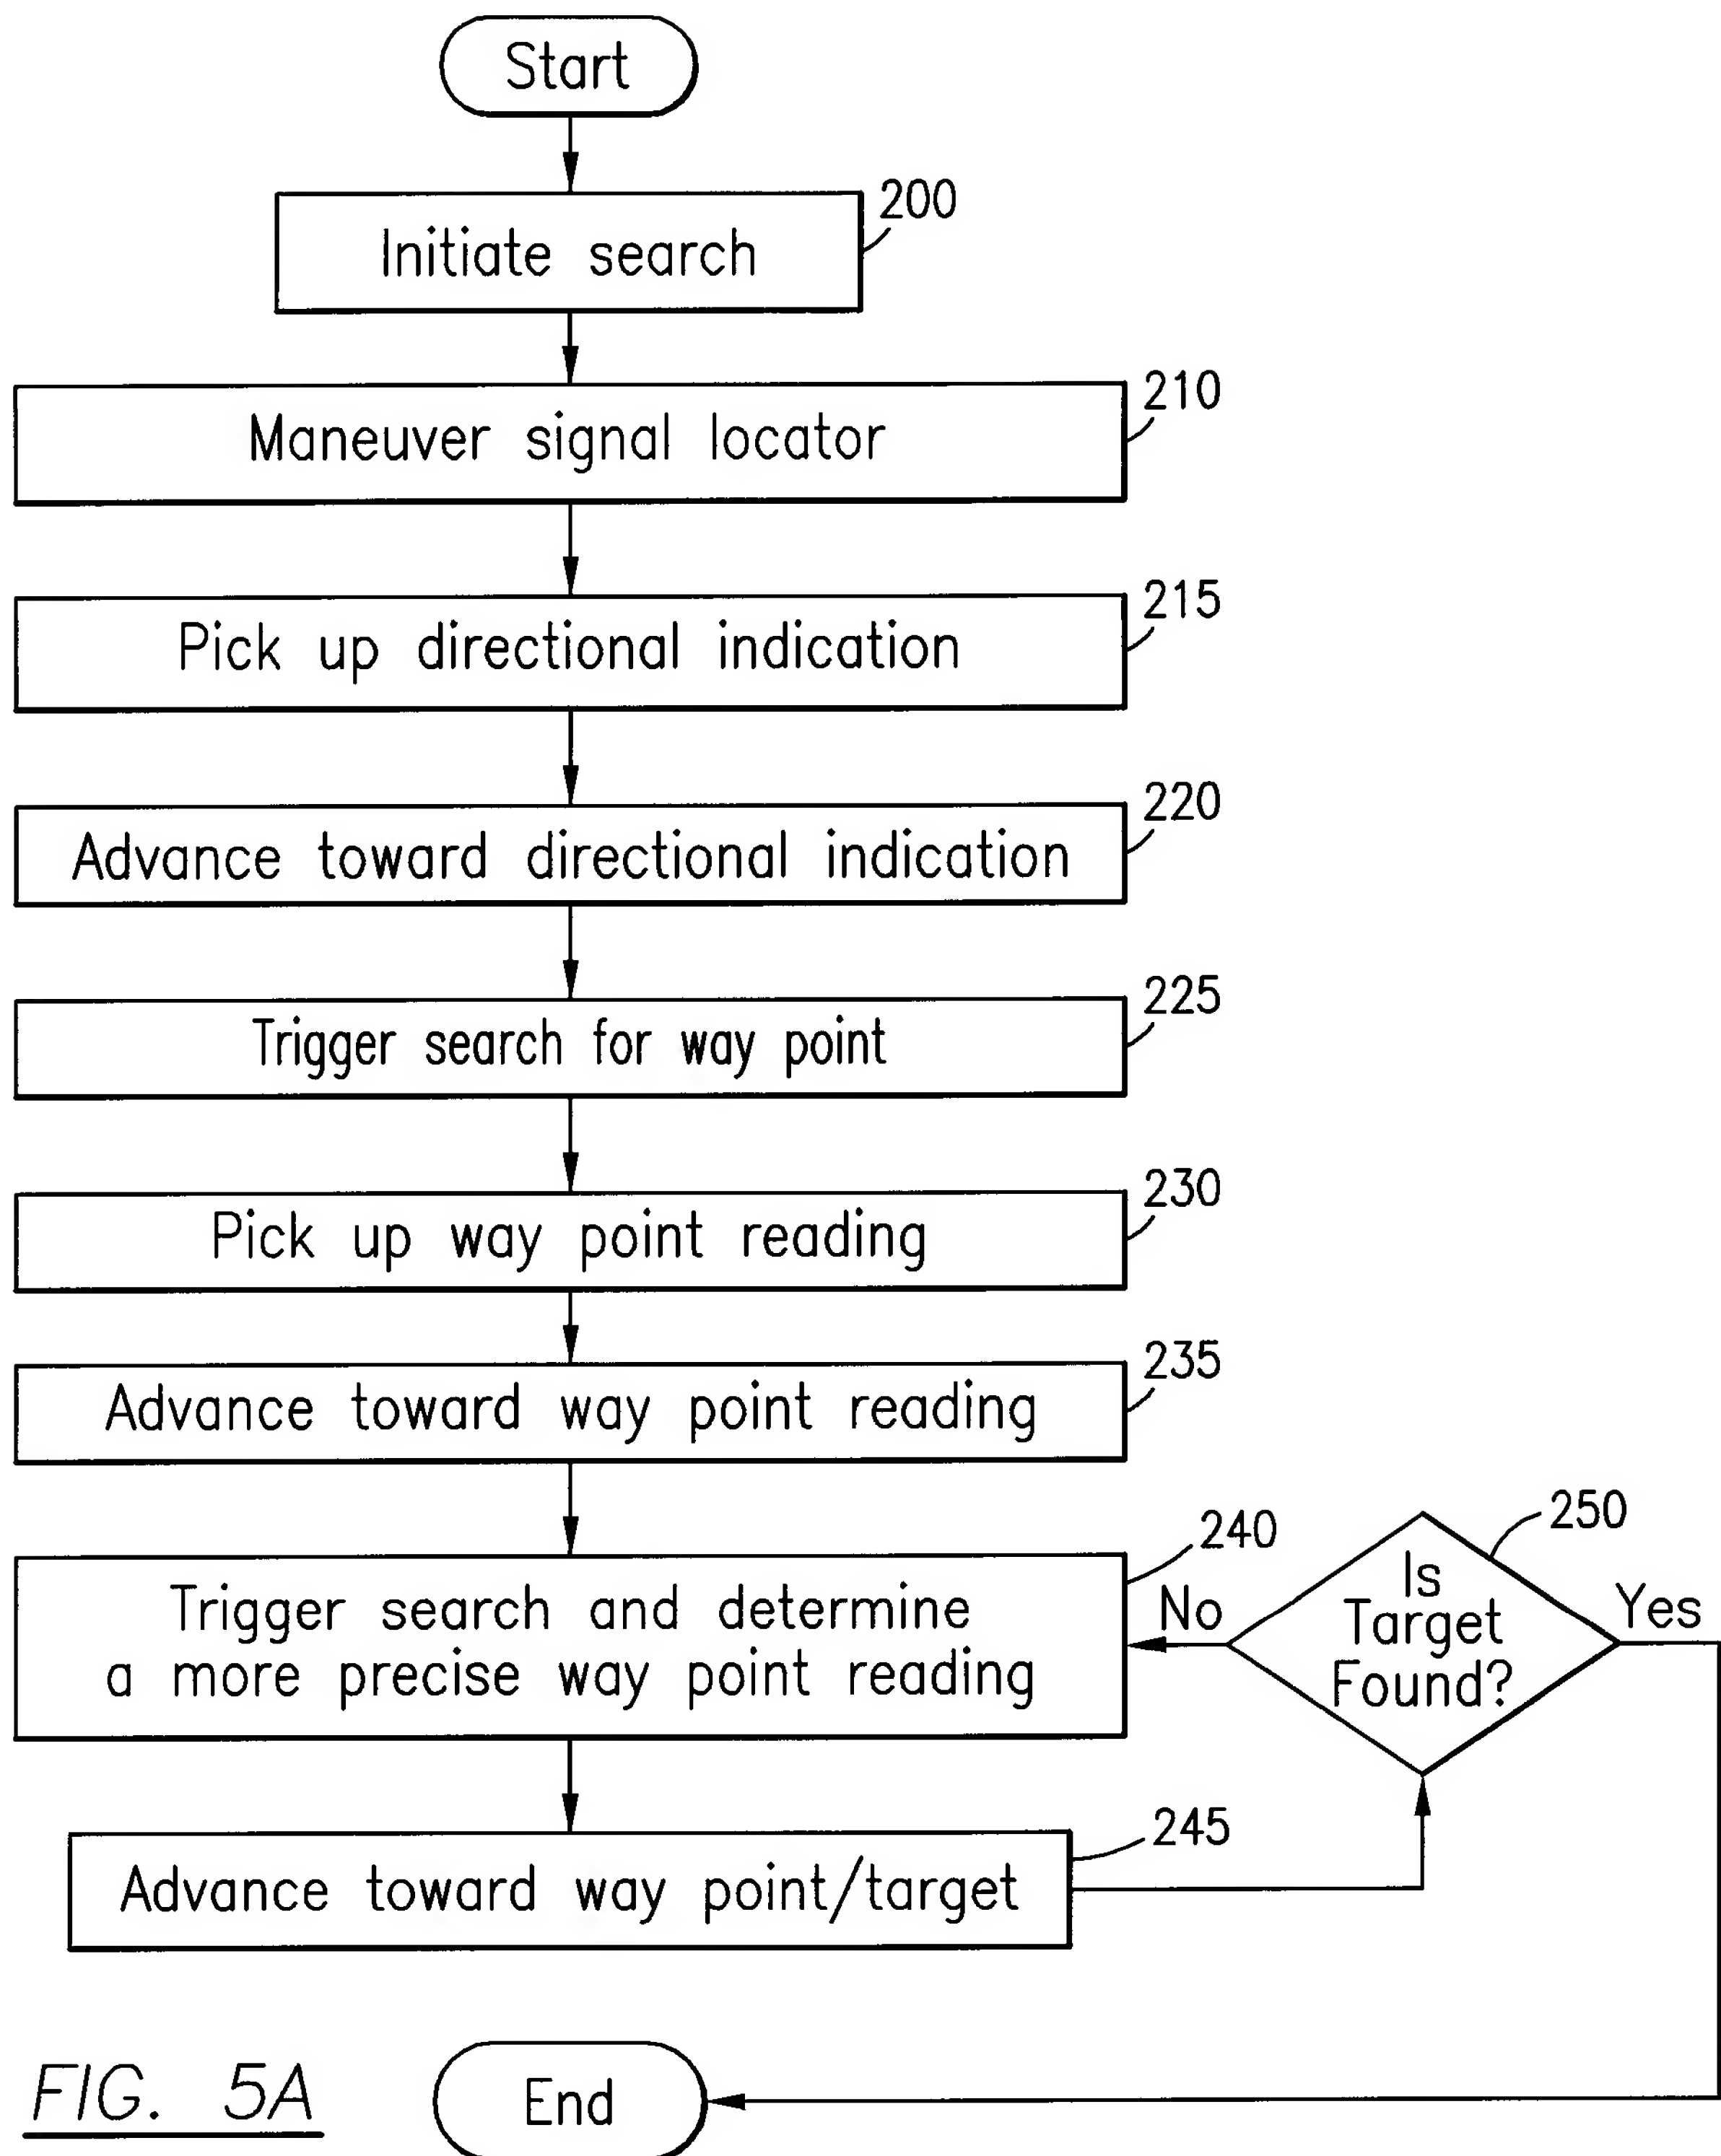 Start
200
Initiate search
210
Maneuver signal locator
215
Pick up directional indication
220
Advance toward directional indication
225
Trigger search for way point
230
Pick up way point reading
235
Advance toward way point reading
240
Trigger search and determine
a more precise way point reading
250
Is
Target
Found?
No
Yes
245
Advance toward way point/target
End
FIG. 5A